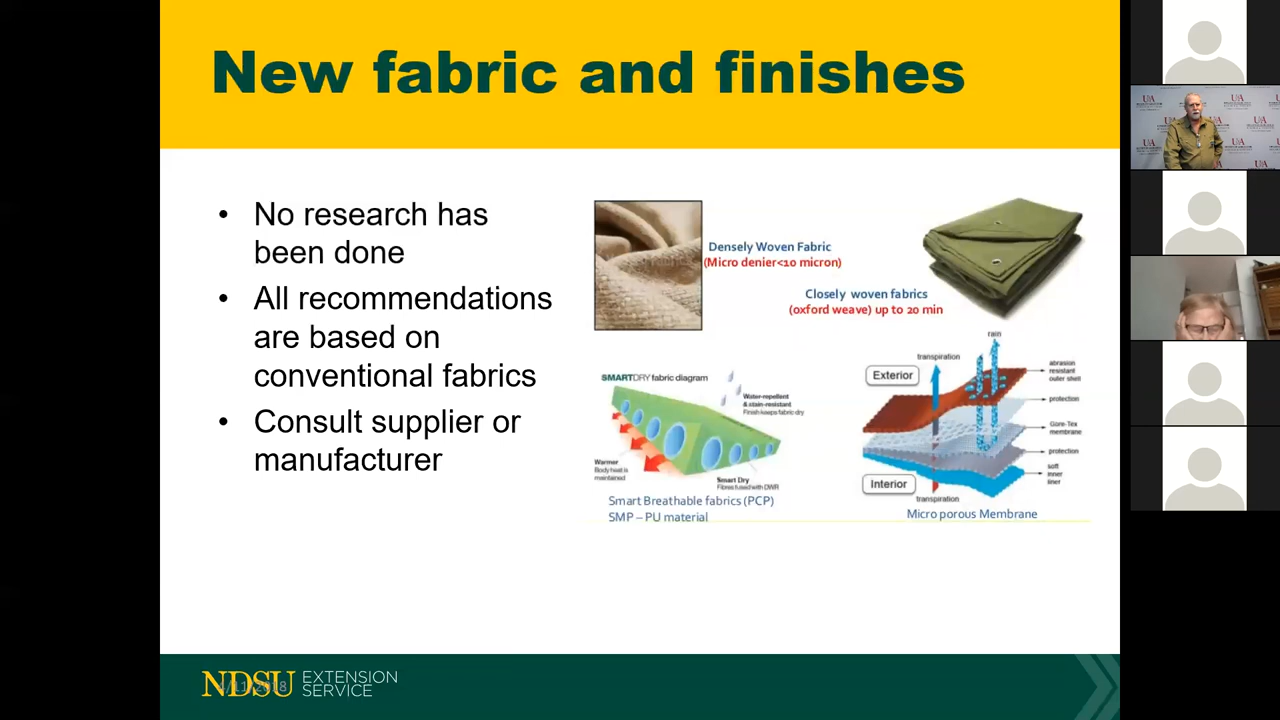 New fabric and finishes
• No research has
been done
• All recommendations
are based on
conventional fabrics
• Consult supplier or
manufacturer
Densely Woven Fabric
(Micro denier<10 micron)
Closely woven fabrics
(oxford weave) up to 20 min
SMARTDRY fabric diagram
Water-repellent
& stain-resistant
Finish keeps fabric dry
Warmer
Body heat is
maintained
Smart Dry
Fibres fused with DWR
Smart Breathable fabrics (PCP)
SMP – PU material
rain
transpiration
Exterior
abrasion
resistant
outer shell
protection
Gore-Tex
membrane
protection
soft
inner
liner
Interior
transpiration
Micro porous Membrane
NDSU
EXTENSION
SERVICE
UA
UA
UA